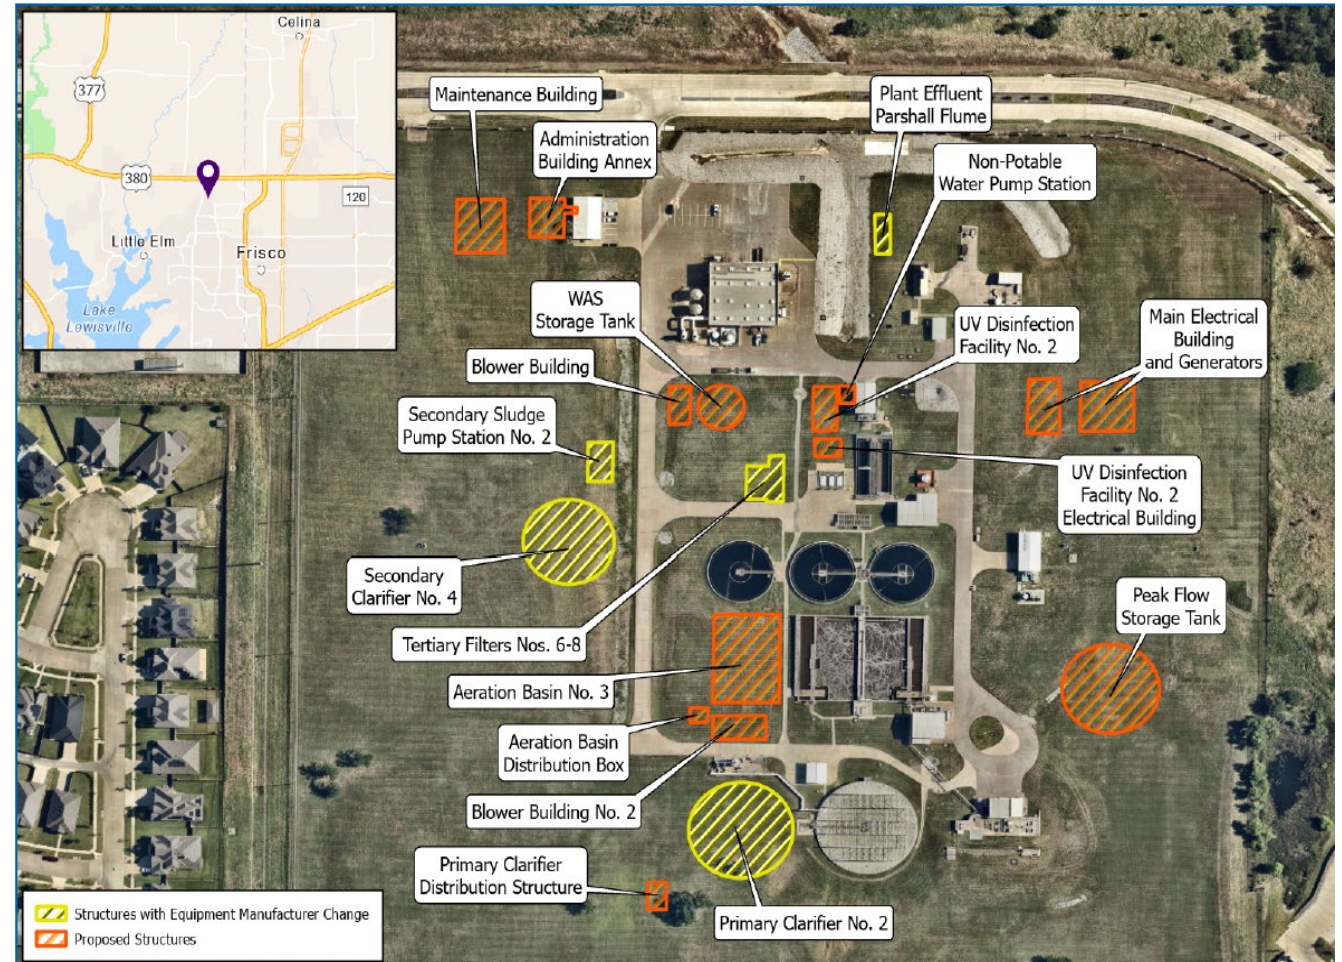 Celina
377
380
120
Little Elm
Frisco
Lake
Lewisville
Maintenance Building
Administration
Building Annex
Plant Effluent
Parshall Flume
Non-Potable
Water Pump Station
WAS
Storage Tank
UV Disinfection
Facility No. 2
Main Electrical
Building
and Generators
Blower Building
Secondary Sludge
Pump Station No. 2
UV Disinfection
Facility No. 2
Electrical Building
Secondary
Clarifier No. 4
Peak Flow
Storage Tank
Tertiary Filters Nos. 6-8
Aeration Basin No. 3
Aeration Basin
Distribution Box
Blower Building No. 2
Primary Clarifier
Distribution Structure
Primary Clarifier No. 2
Structures with Equipment Manufacturer Change
Proposed Structures